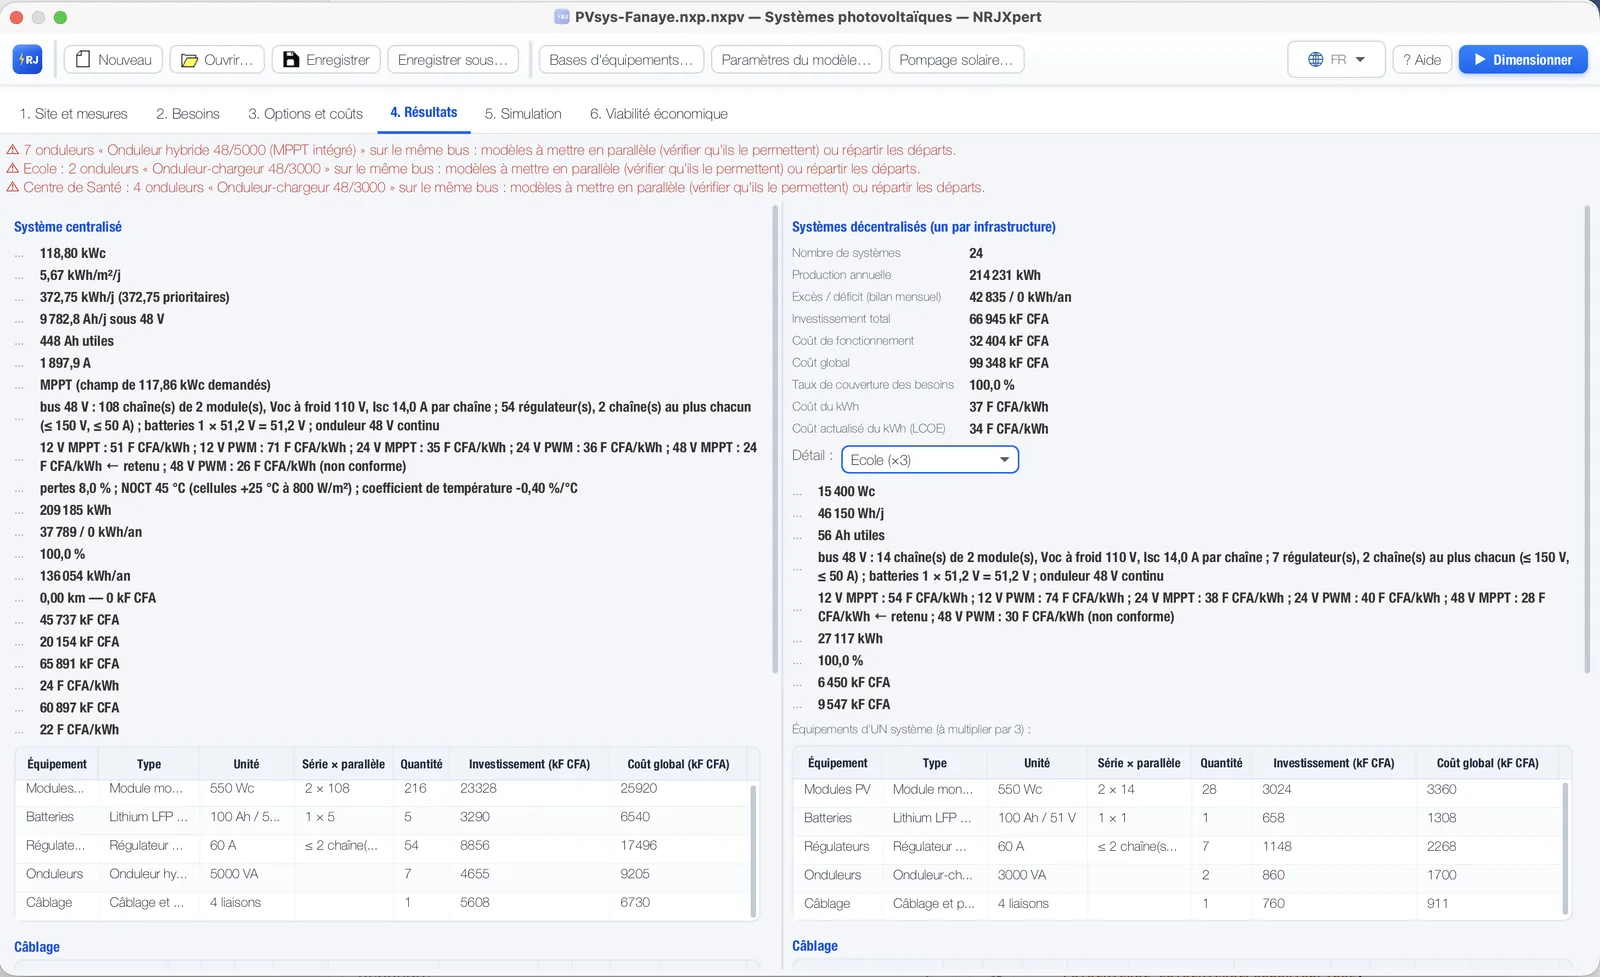 PVsys-Fanaye.nxp.nxpv — Systèmes photovoltaïques — NRJXpert
RJ Nouveau Ouvrir... Enregistrer Enregistrer sous... Bases d'équipements... Paramètres du modèle... Pompage solaire... FR ? Aide Dimensionner
1. Site et mesures 2. Besoins 3. Options et coûts 4. Résultats 5. Simulation 6. Viabilité économique
⚠ 7 onduleurs « Onduleur hybride 48/5000 (MPPT intégré) » sur le même bus : modèles à mettre en parallèle (vérifier qu'ils le permettent) ou répartir les départs.
⚠ Ecole : 2 onduleurs « Onduleur-chargeur 48/3000 » sur le même bus : modèles à mettre en parallèle (vérifier qu'ils le permettent) ou répartir les départs.
⚠ Centre de Santé : 4 onduleurs « Onduleur-chargeur 48/3000 » sur le même bus : modèles à mettre en parallèle (vérifier qu'ils le permettent) ou répartir les départs.
Système centralisé
... 118,80 kWc
... 5,67 kWh/m²/j
... 372,75 kWh/j (372,75 prioritaires)
... 9 782,8 Ah/j sous 48 V
... 448 Ah utiles
... 1 897,9 A
... MPPT (champ de 117,86 kWc demandés)
... bus 48 V : 108 chaîne(s) de 2 module(s), Voc à froid 110 V, Isc 14,0 A par chaîne ; 54 régulateur(s), 2 chaîne(s) au plus chacun
(≤ 150 V, ≤ 50 A) ; batteries 1 × 51,2 V = 51,2 V ; onduleur 48 V continu
... 12 V MPPT : 51 F CFA/kWh ; 12 V PWM : 71 F CFA/kWh ; 24 V MPPT : 35 F CFA/kWh ; 24 V PWM : 36 F CFA/kWh ; 48 V MPPT : 24
F CFA/kWh ← retenu ; 48 V PWM : 26 F CFA/kWh (non conforme)
... pertes 8,0 % ; NOCT 45 °C (cellules +25 °C à 800 W/m²) ; coefficient de température -0,40 %/°C
... 209 185 kWh
... 37 789 / 0 kWh/an
... 100,0 %
... 136 054 kWh/an
... 0,00 km — 0 kF CFA
... 45 737 kF CFA
... 20 154 kF CFA
... 65 891 kF CFA
... 24 F CFA/kWh
... 60 897 kF CFA
... 22 F CFA/kWh
Équipement Type Unité Série × parallèle Quantité Investissement (kF CFA) Coût global (kF CFA)
Modules... Module mo... 550 Wc 2 × 108 216 23328 25920
Batteries Lithium LFP ... 100 Ah / 5... 1 × 5 5 3290 6540
Régulate... Régulateur ... 60 A ≤ 2 chaîne(... 54 8856 17496
Onduleurs Onduleur hy... 5000 VA 7 4655 9205
Câblage Câblage et ... 4 liaisons 1 5608 6730
Câblage
Systèmes décentralisés (un par infrastructure)
Nombre de systèmes 24
Production annuelle 214 231 kWh
Excès / déficit (bilan mensuel) 42 835 / 0 kWh/an
Investissement total 66 945 kF CFA
Coût de fonctionnement 32 404 kF CFA
Coût global 99 348 kF CFA
Taux de couverture des besoins 100,0 %
Coût du kWh 37 F CFA/kWh
Coût actualisé du kWh (LCOE) 34 F CFA/kWh
Détail : Ecole (×3)
... 15 400 Wc
... 46 150 Wh/j
... 56 Ah utiles
... bus 48 V : 14 chaîne(s) de 2 module(s), Voc à froid 110 V, Isc 14,0 A par chaîne ; 7 régulateur(s), 2 chaîne(s) au plus chacun (≤ 150 V,
≤ 50 A) ; batteries 1 × 51,2 V = 51,2 V ; onduleur 48 V continu
... 12 V MPPT : 54 F CFA/kWh ; 12 V PWM : 74 F CFA/kWh ; 24 V MPPT : 38 F CFA/kWh ; 24 V PWM : 40 F CFA/kWh ; 48 V MPPT : 28 F
CFA/kWh ← retenu ; 48 V PWM : 30 F CFA/kWh (non conforme)
... 27 117 kWh
... 100,0 %
... 6 450 kF CFA
... 9 547 kF CFA
Équipements d'UN système (à multiplier par 3) :
Équipement Type Unité Série × parallèle Quantité Investissement (kF CFA) Coût global (kF CFA)
Modules PV Module mon... 550 Wc 2 × 14 28 3024 3360
Batteries Lithium LFP ... 100 Ah / 51 V 1 × 1 1 658 1308
Régulateurs Régulateur ... 60 A ≤ 2 chaîne(s... 7 1148 2268
Onduleurs Onduleur-ch... 3000 VA 2 860 1700
Câblage Câblage et p... 4 liaisons 1 760 911
Câblage